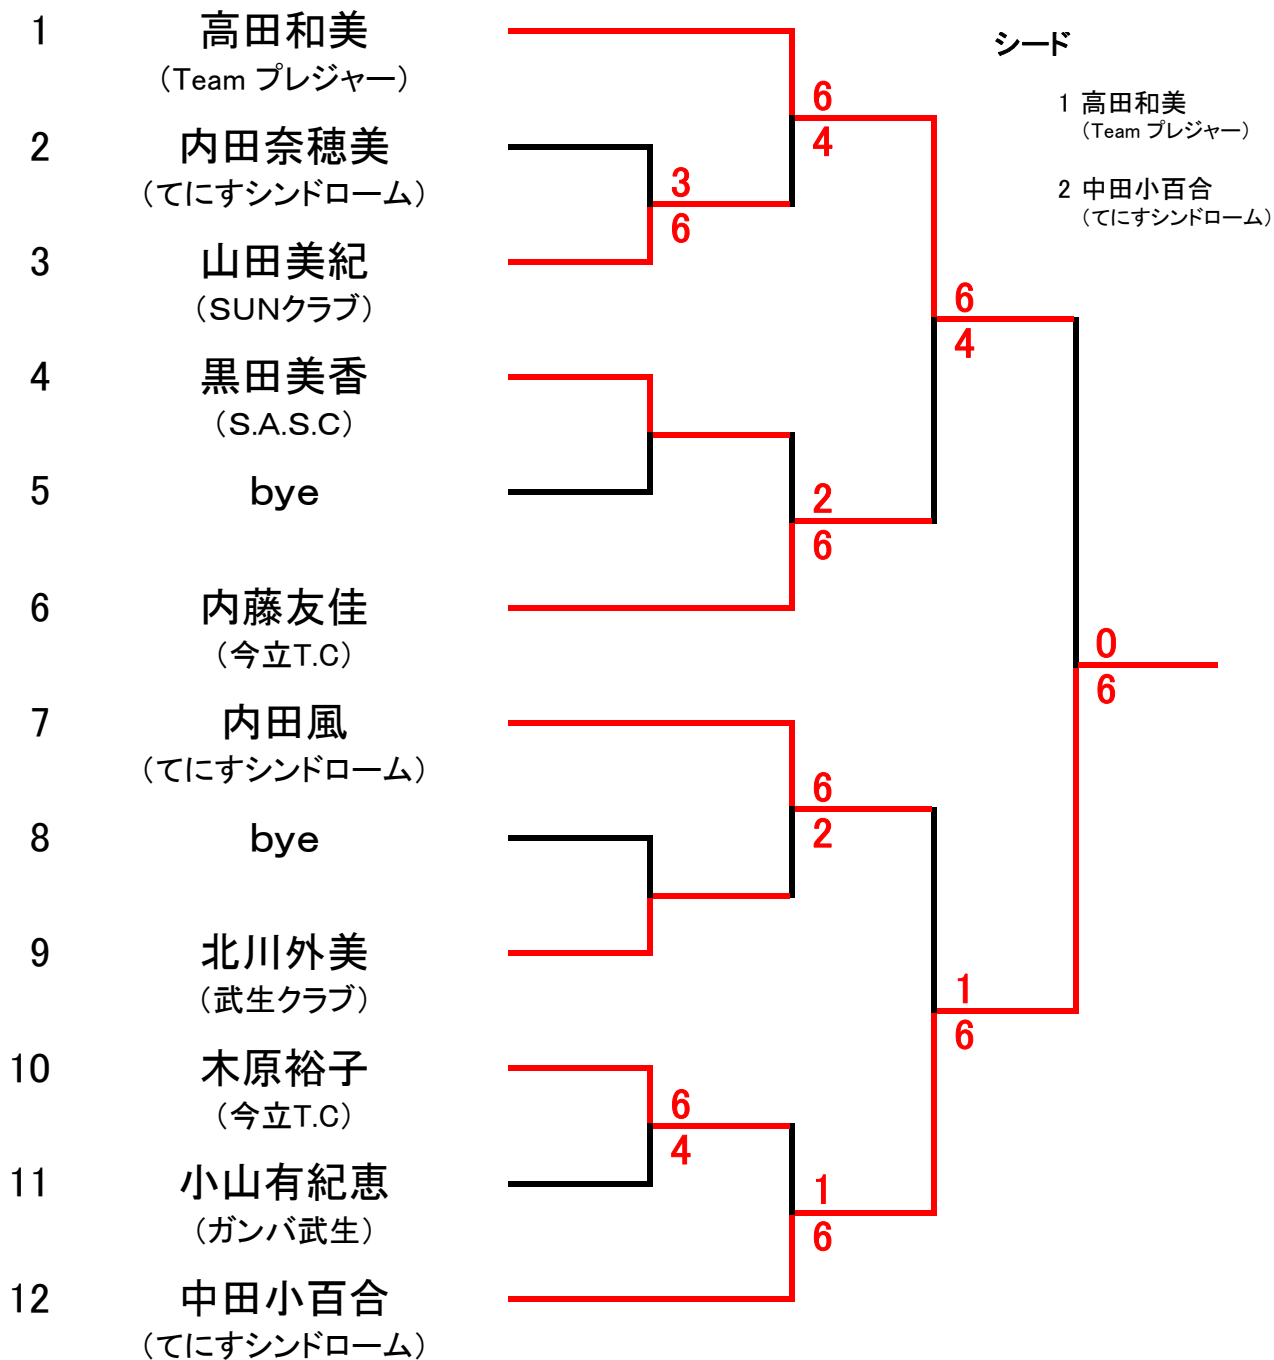 1 高田和美
（Team プレジャー）
2 内田奈穂美
（てにすシンドローム）
3 山田美紀
（SUNクラブ）
4 黒田美香
（S.A.S.C）
5 bye
6 内藤友佳
（今立T.C）
7 内田風
（てにすシンドローム）
8 bye
9 北川外美
（武生クラブ）
10 木原裕子
（今立T.C）
11 小山有紀恵
（ガンバ武生）
12 中田小百合
（てにすシンドローム）
3
6
6
4
6
4
2
6
6
4
6
2
1
6
1
6
0
6
シード
1 高田和美
（Team プレジャー）
2 中田小百合
（てにすシンドローム）